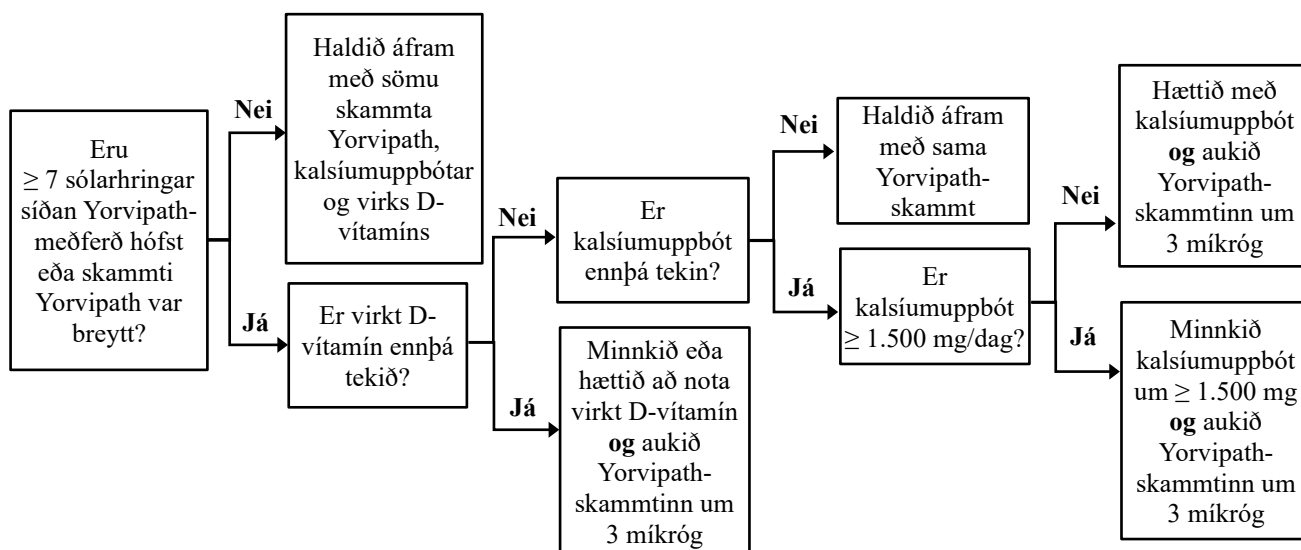 Eru
≥ 7 sólarhringar
síðan Yorvipath-
meðferð hófst
eða skammti
Yorvipath var
breytt?
Nei
Haldið áfram
með sömu
skammta
Yorvipath,
kalsíumuppbótar
og virks D-
vítamíns
Já
Er virkt D-
vítamín ennþá
tekið?
Nei
Er
kalsíumuppbót
ennþá tekin?
Já
Minnkið eða
hættið að nota
virkt D-vítamín
og aukið
Yorvipath-
skammtinn um
3 míkróg
Nei
Haldið áfram
með sama
Yorvipath-
skammt
Já
Er
kalsíumuppbót
≥ 1.500 mg/dag?
Nei
Hættið með
kalsíumuppbót
og aukið
Yorvipath-
skammtinn um
3 míkróg
Já
Minnkið
kalsíumuppbót
um ≥ 1.500 mg
og aukið
Yorvipath-
skammtinn um
3 míkróg